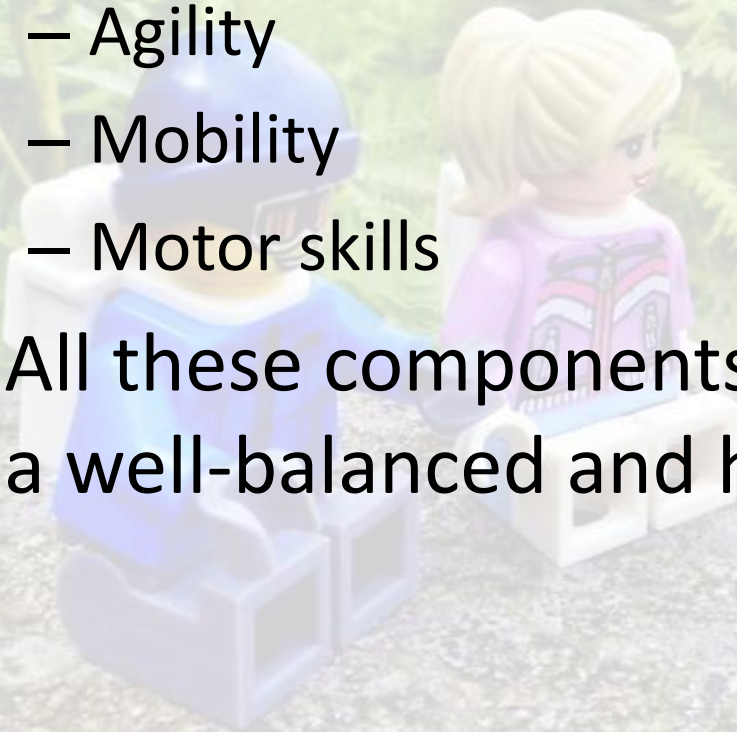 – Agility
– Mobility
– Motor skills
All these components
a well-balanced and